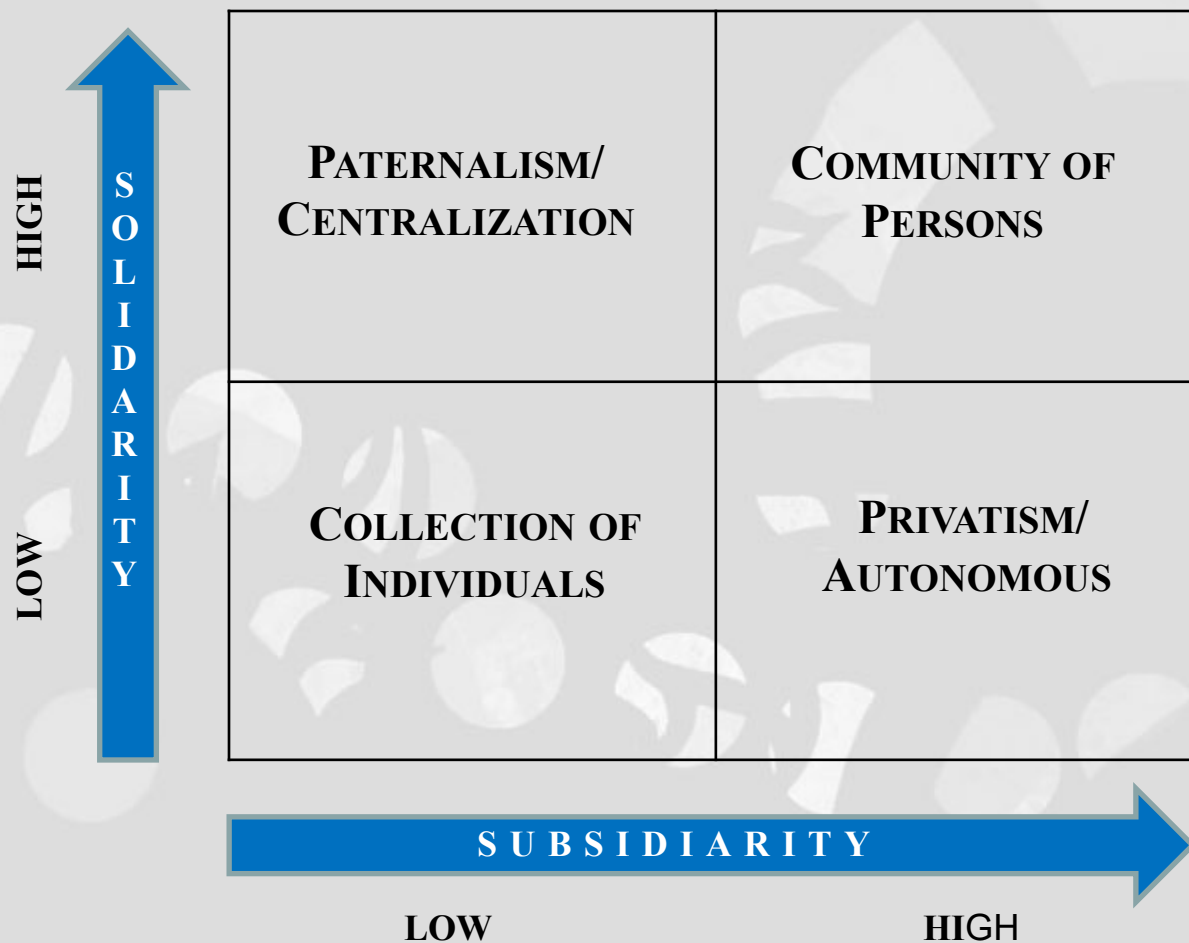 HIGH
SOLIDARITY
LOW
PATERNALISM/
CENTRALIZATION
COMMUNITY OF
PERSONS
COLLECTION OF
INDIVIDUALS
PRIVATISM/
AUTONOMOUS
SUBSIDIARITY
LOW
HIGH